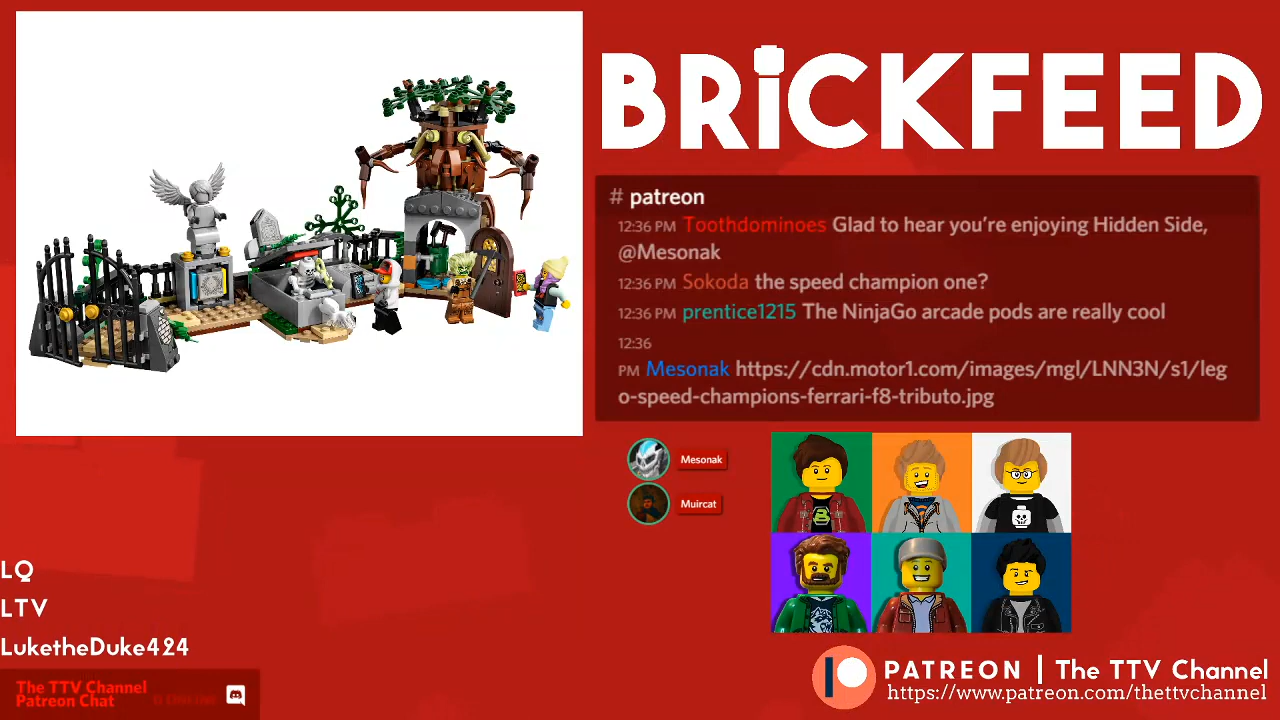 BRiCKFEED
# patreon
12:36 PM Toothdominoes Glad to hear you're enjoying Hidden Side,
@Mesonak
12:36 PM Sokoda the speed champion one?
12:36 PM prentice1215 The NinjaGo arcade pods are really cool
12:36
PM Mesonak https://cdn.motor1.com/images/mgl/LNN3N/s1/leg
o-speed-champions-ferrari-f8-tributo.jpg
Mesonak
Muircat
LQ
LTV
LuketheDuke424
The TTV Channel
Patreon Chat
PATREON | The TTV Channel
https://www.patreon.com/thettvchannel